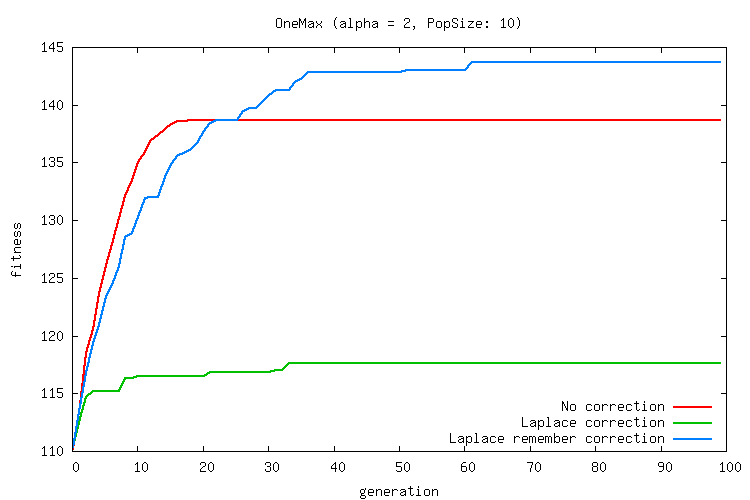 OneMax (alpha = 2, PopSize: 10)
145
140
135
130
125
120
115
110
fitness
No correction
Laplace correction
Laplace remember correction
0 10 20 30 40 50 60 70 80 90 100
generation